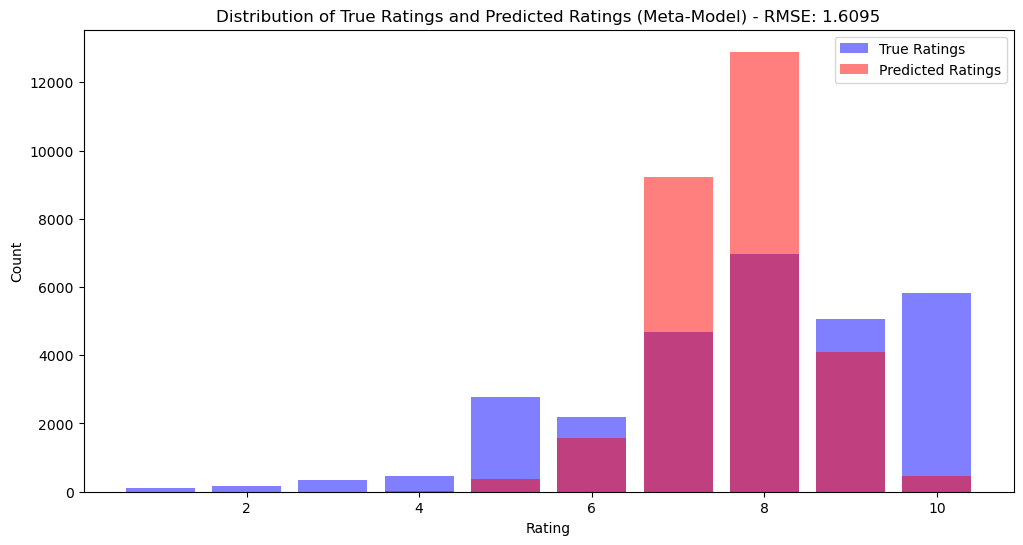 Distribution of True Ratings and Predicted Ratings (Meta-Model) - RMSE: 1.6095
True Ratings
Predicted Ratings
12000
10000
8000
6000
4000
2000
0
Count
2
4
6
8
10
Rating